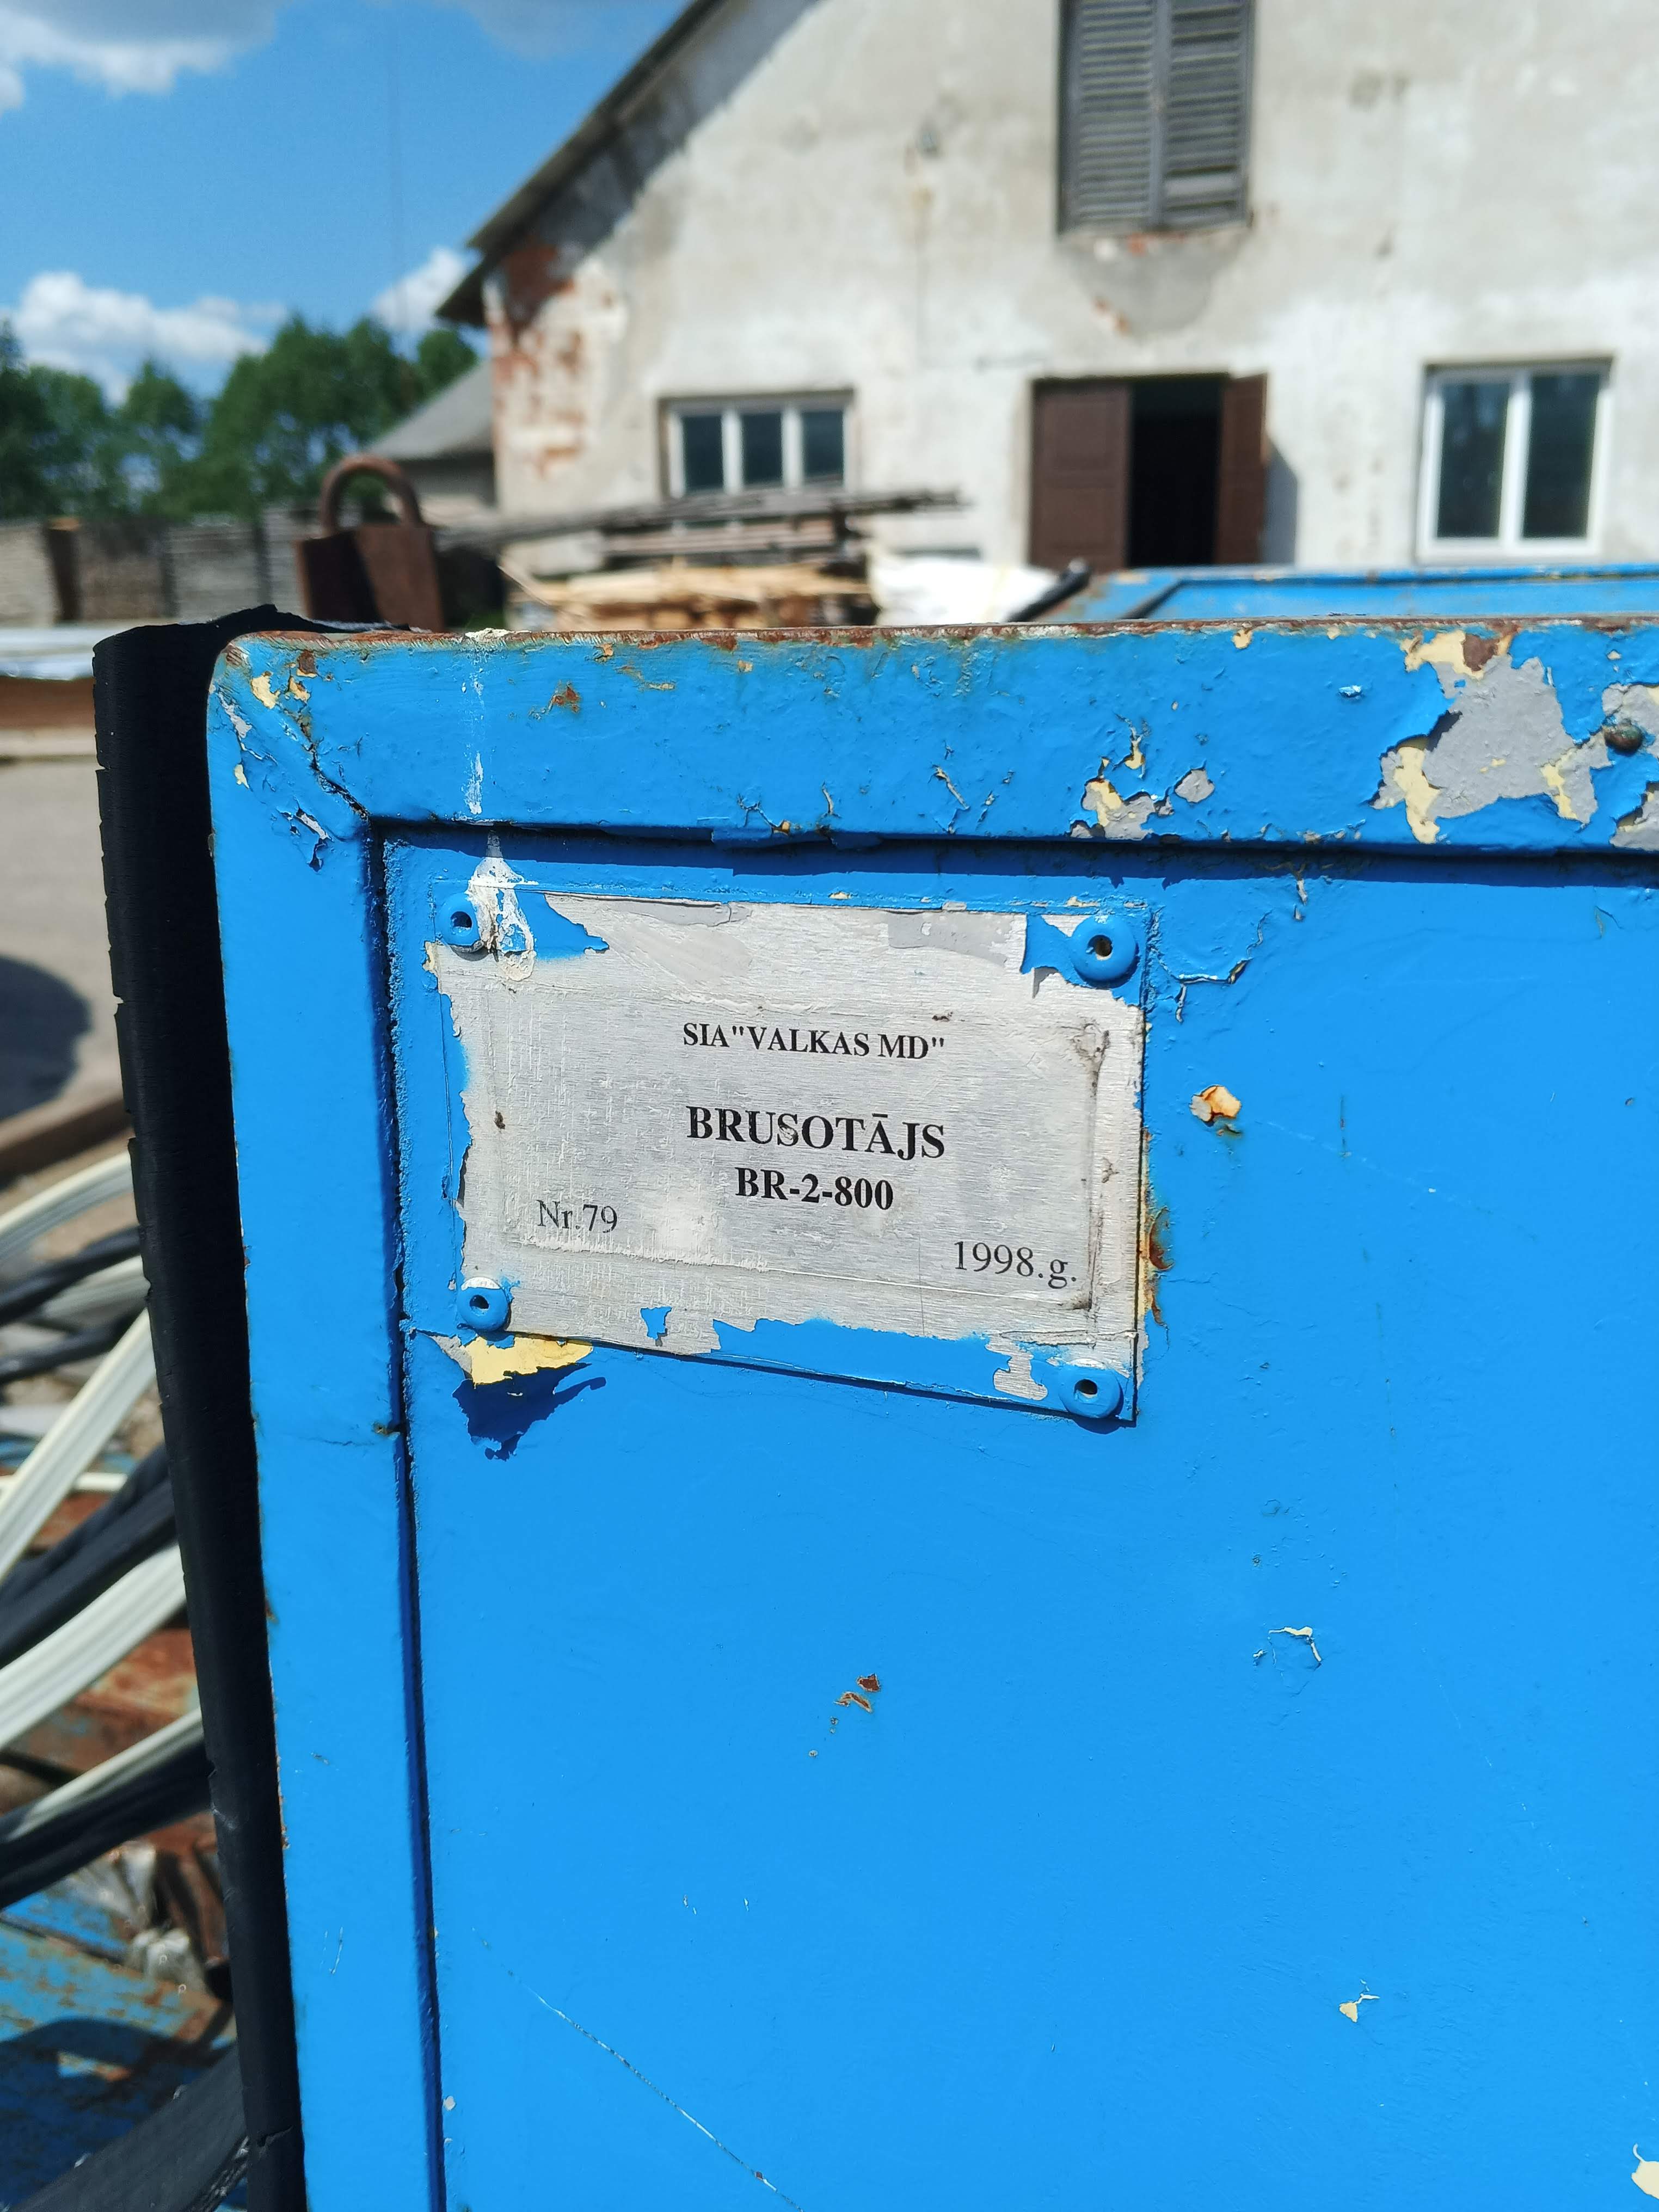 SIA"VALKAS MD"
BRUSOTĀJS
BR-2-800
Nr.79
1998.g.